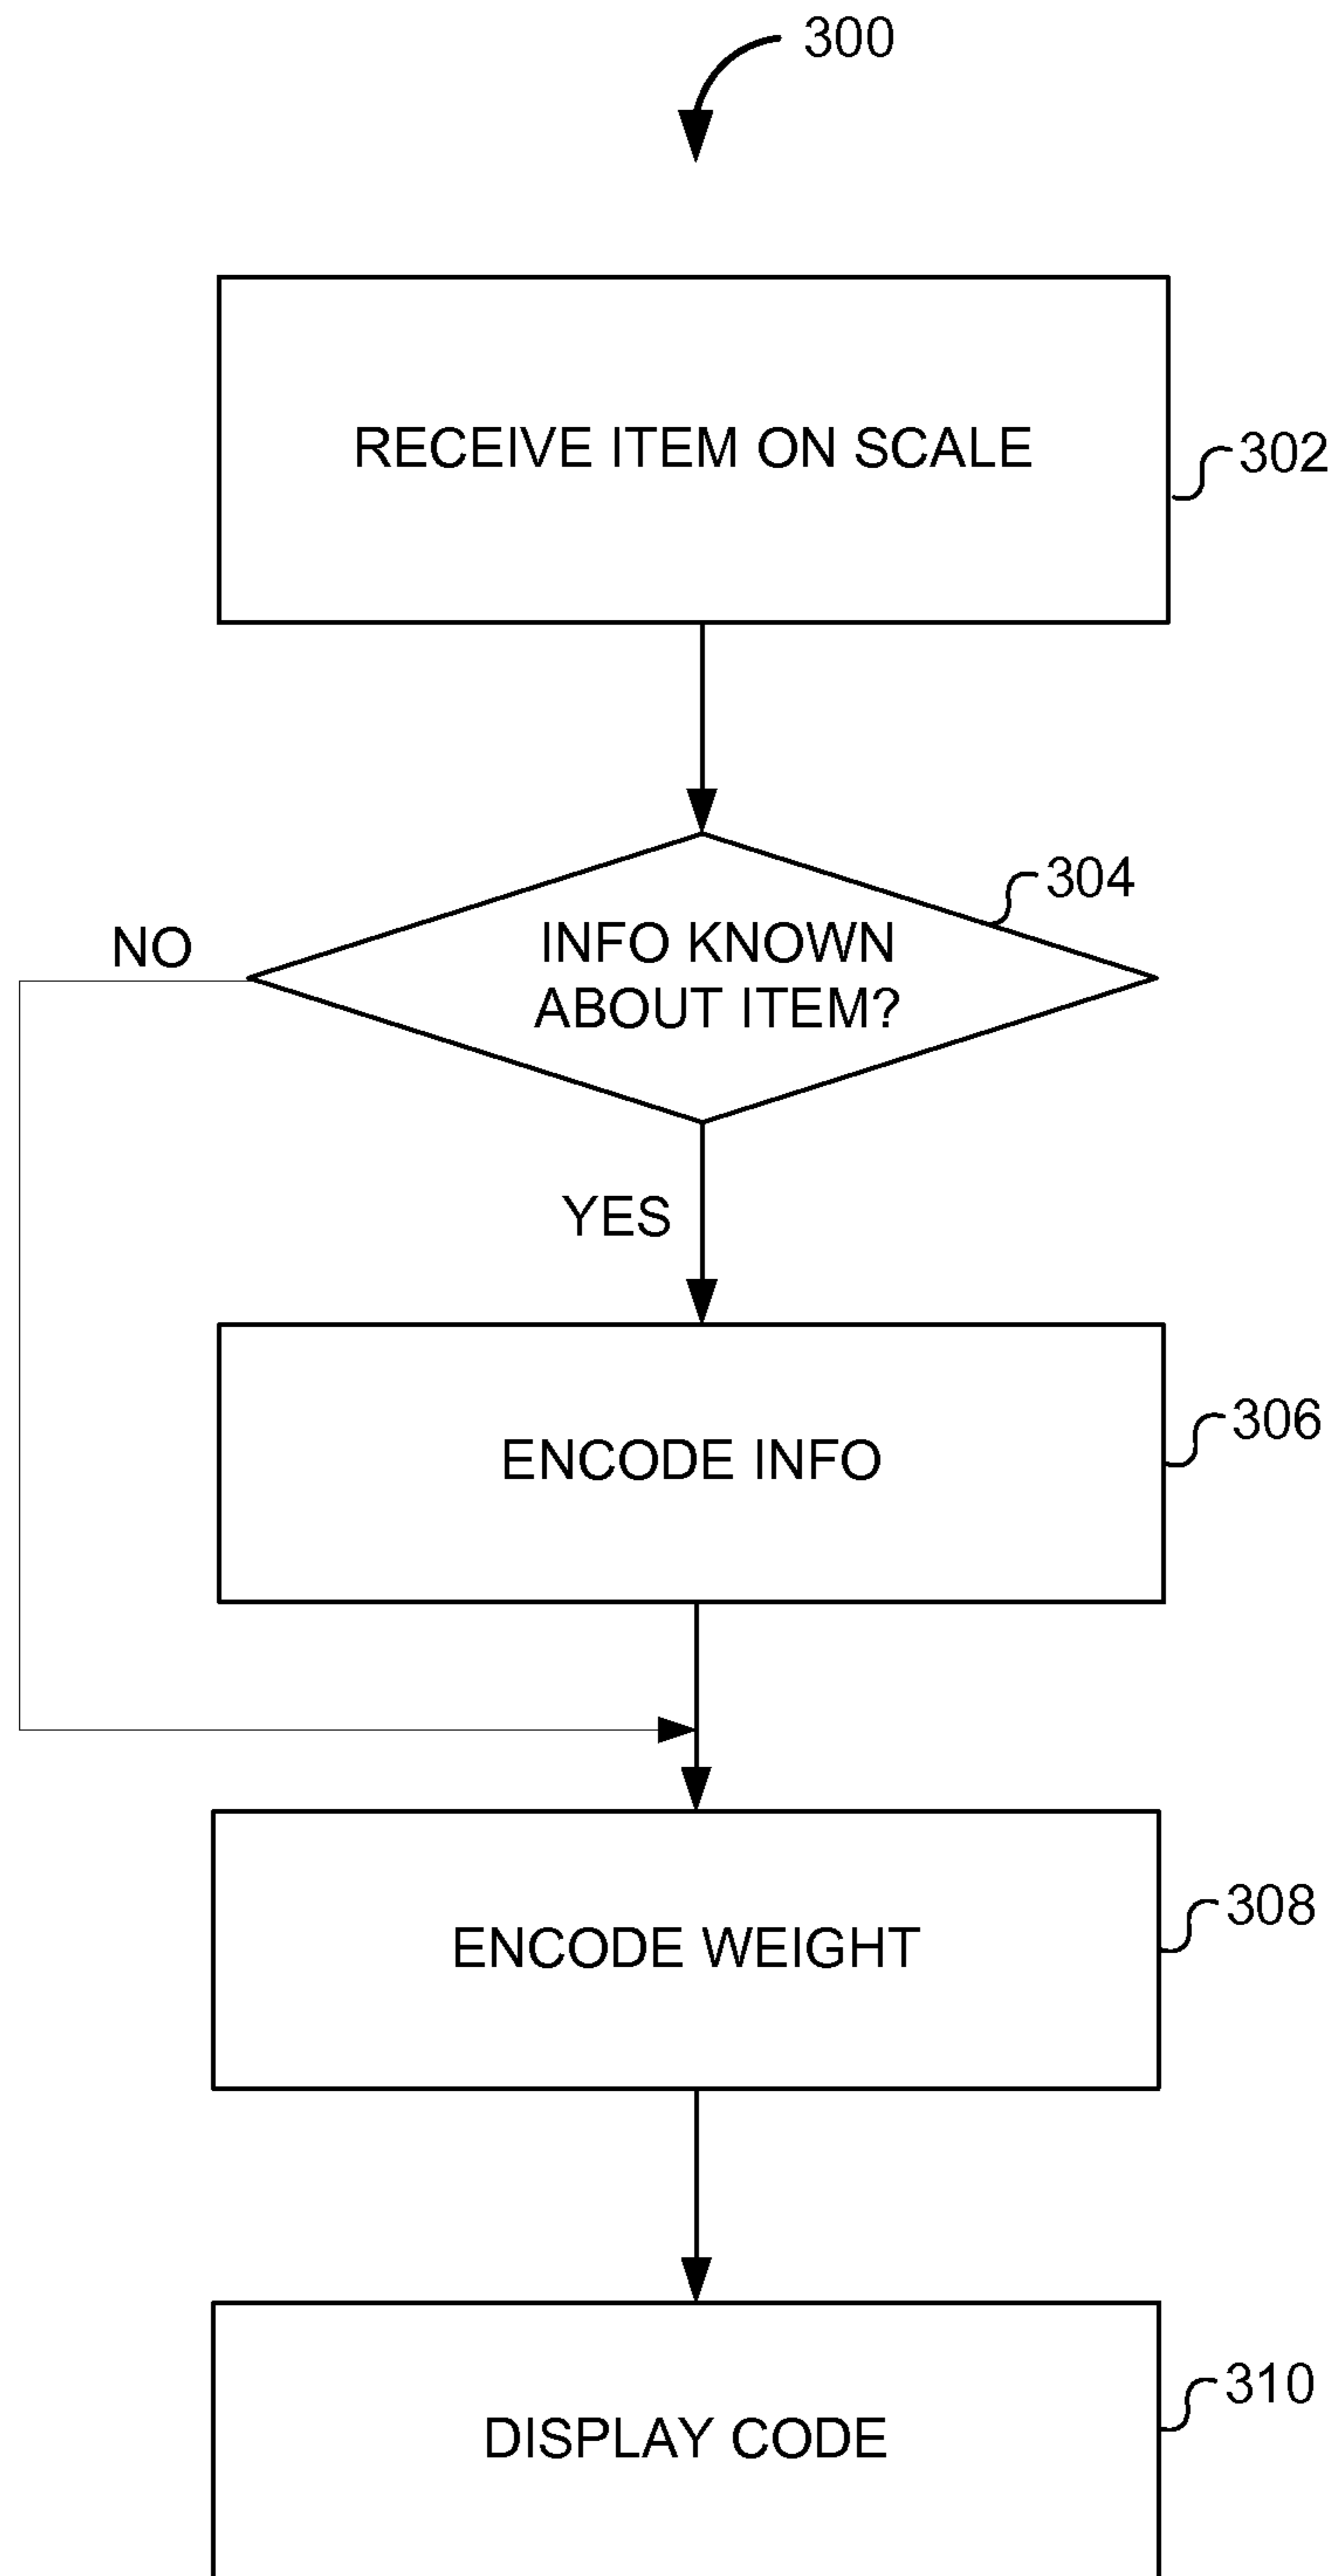 300
RECEIVE ITEM ON SCALE
302
304
NO
INFO KNOWN
ABOUT ITEM?
YES
306
ENCODE INFO
308
ENCODE WEIGHT
310
DISPLAY CODE